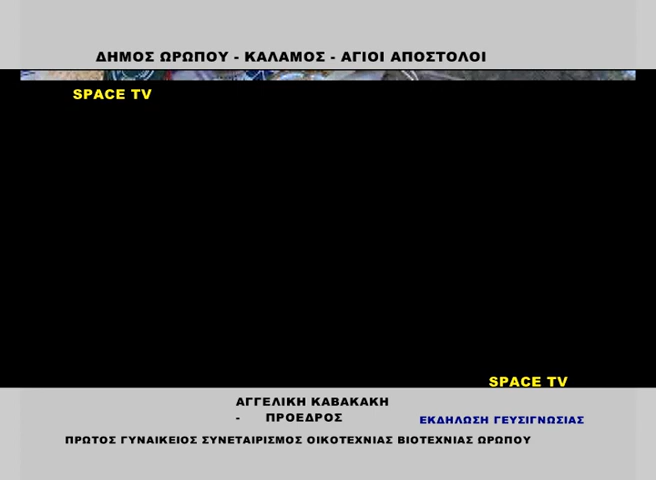 ΔΗΜΟΣ ΩΡΩΠΟΥ - ΚΑΛΑΜΟΣ - ΑΓΙΟΙ ΑΠΟΣΤΟΛΟΙ
SPACE TV
SPACE TV
ΑΓΓΕΛΙΚΗ ΚΑΒΑΚΑΚΗ
- ΠΡΟΕΔΡΟΣ
ΕΚΔΗΛΩΣΗ ΓΕΥΣΙΓΝΩΣΙΑΣ
ΠΡΩΤΟΣ ΓΥΝΑΙΚΕΙΟΣ ΣΥΝΕΤΑΙΡΙΣΜΟΣ ΟΙΚΟΤΕΧΝΙΑΣ ΒΙΟΤΕΧΝΙΑΣ ΩΡΩΠΟΥ